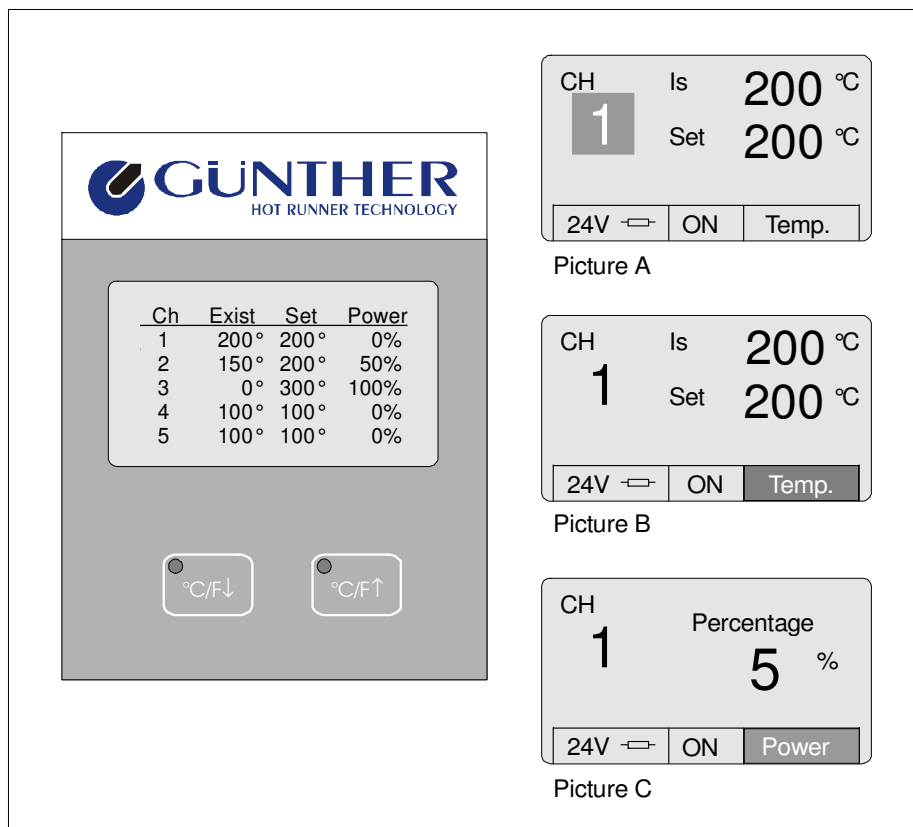 GÜNTHER
HOT RUNNER TECHNOLOGY
Ch Exist Set Power
1 200° 200° 0%
2 150° 200° 50%
3 0° 300° 100%
4 100° 100° 0%
5 100° 100° 0%
°C/F↓ °C/F↑
CH Is 200 °C
1 Set 200 °C
24V ON Temp.
Picture A
CH Is 200 °C
1 Set 200 °C
24V ON Temp.
Picture B
CH Percentage
1 5 %
24V ON Power
Picture C